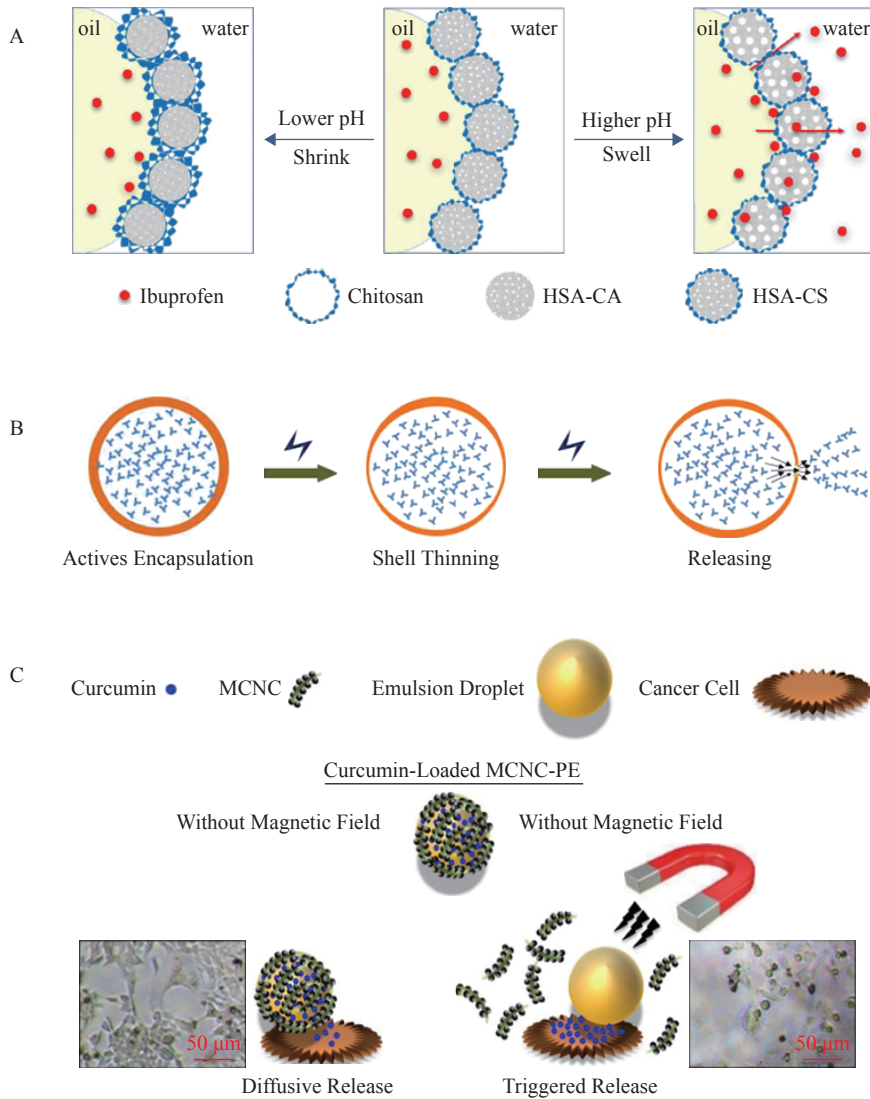 A
oil
water
oil
water
oil
water
Lower pH
Shrink
Higher pH
Swell
Ibuprofen
Chitosan
HSA-CA
HSA-CS
B
Actives Encapsulation
Shell Thinning
Releasing
C
Curcumin
MCNC
Emulsion Droplet
Cancer Cell
Curcumin-Loaded MCNC-PE
Without Magnetic Field
Without Magnetic Field
50 μm
50 μm
Diffusive Release
Triggered Release